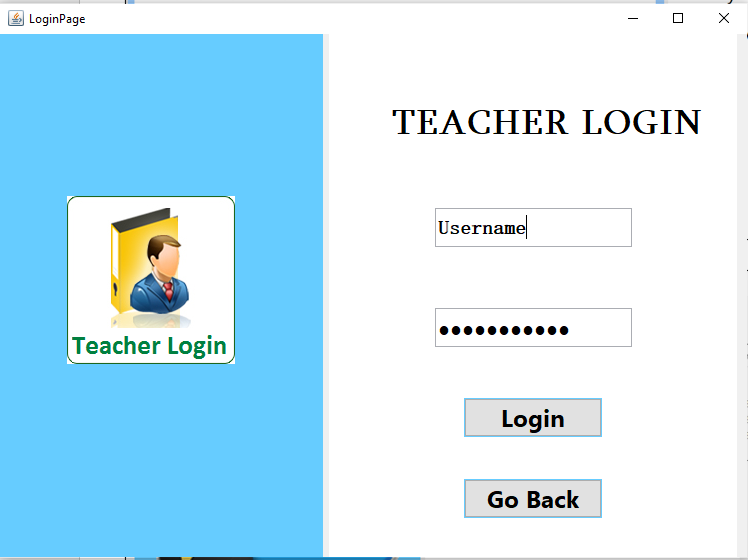 LoginPage
TEACHER LOGIN
Username
●●●●●●●●●●●
Teacher Login
Login
Go Back